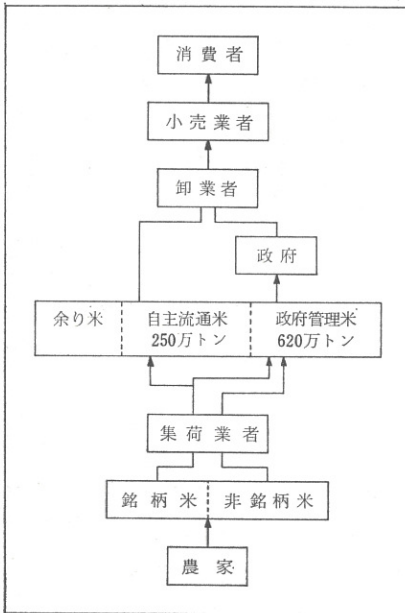 消費者
小売業者
卸業者
政府
余り米 自主流通米 政府管理米
250万トン 620万トン
集荷業者
銘柄米 非銘柄米
農家